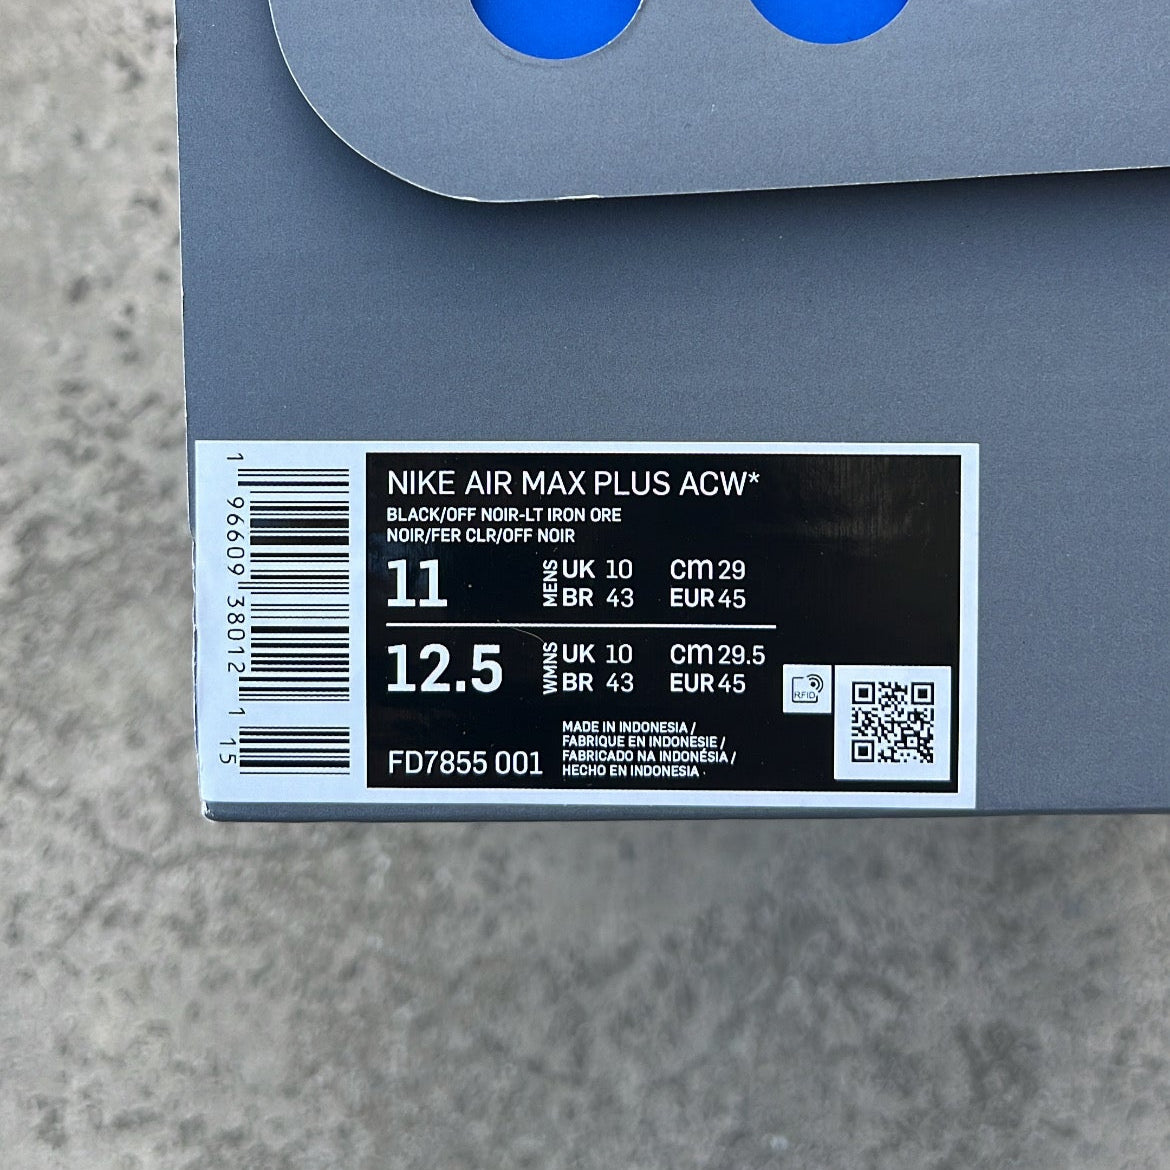 NIKE AIR MAX PLUS ACW*
BLACK/OFF NOIR-LT IRON ORE
NOIR/FER CLR/OFF NOIR
11 MENS UK 10 CM 29
BR 43 EUR 45
12.5 WMNS UK 10 CM 29.5
BR 43 EUR 45
RFID
FD7855 001
MADE IN INDONESIA /
FABRIQUE EN INDONESIE /
FABRICADO NA INDONÉSIA /
HECHO EN INDONESIA
1 96609 38012 1 15